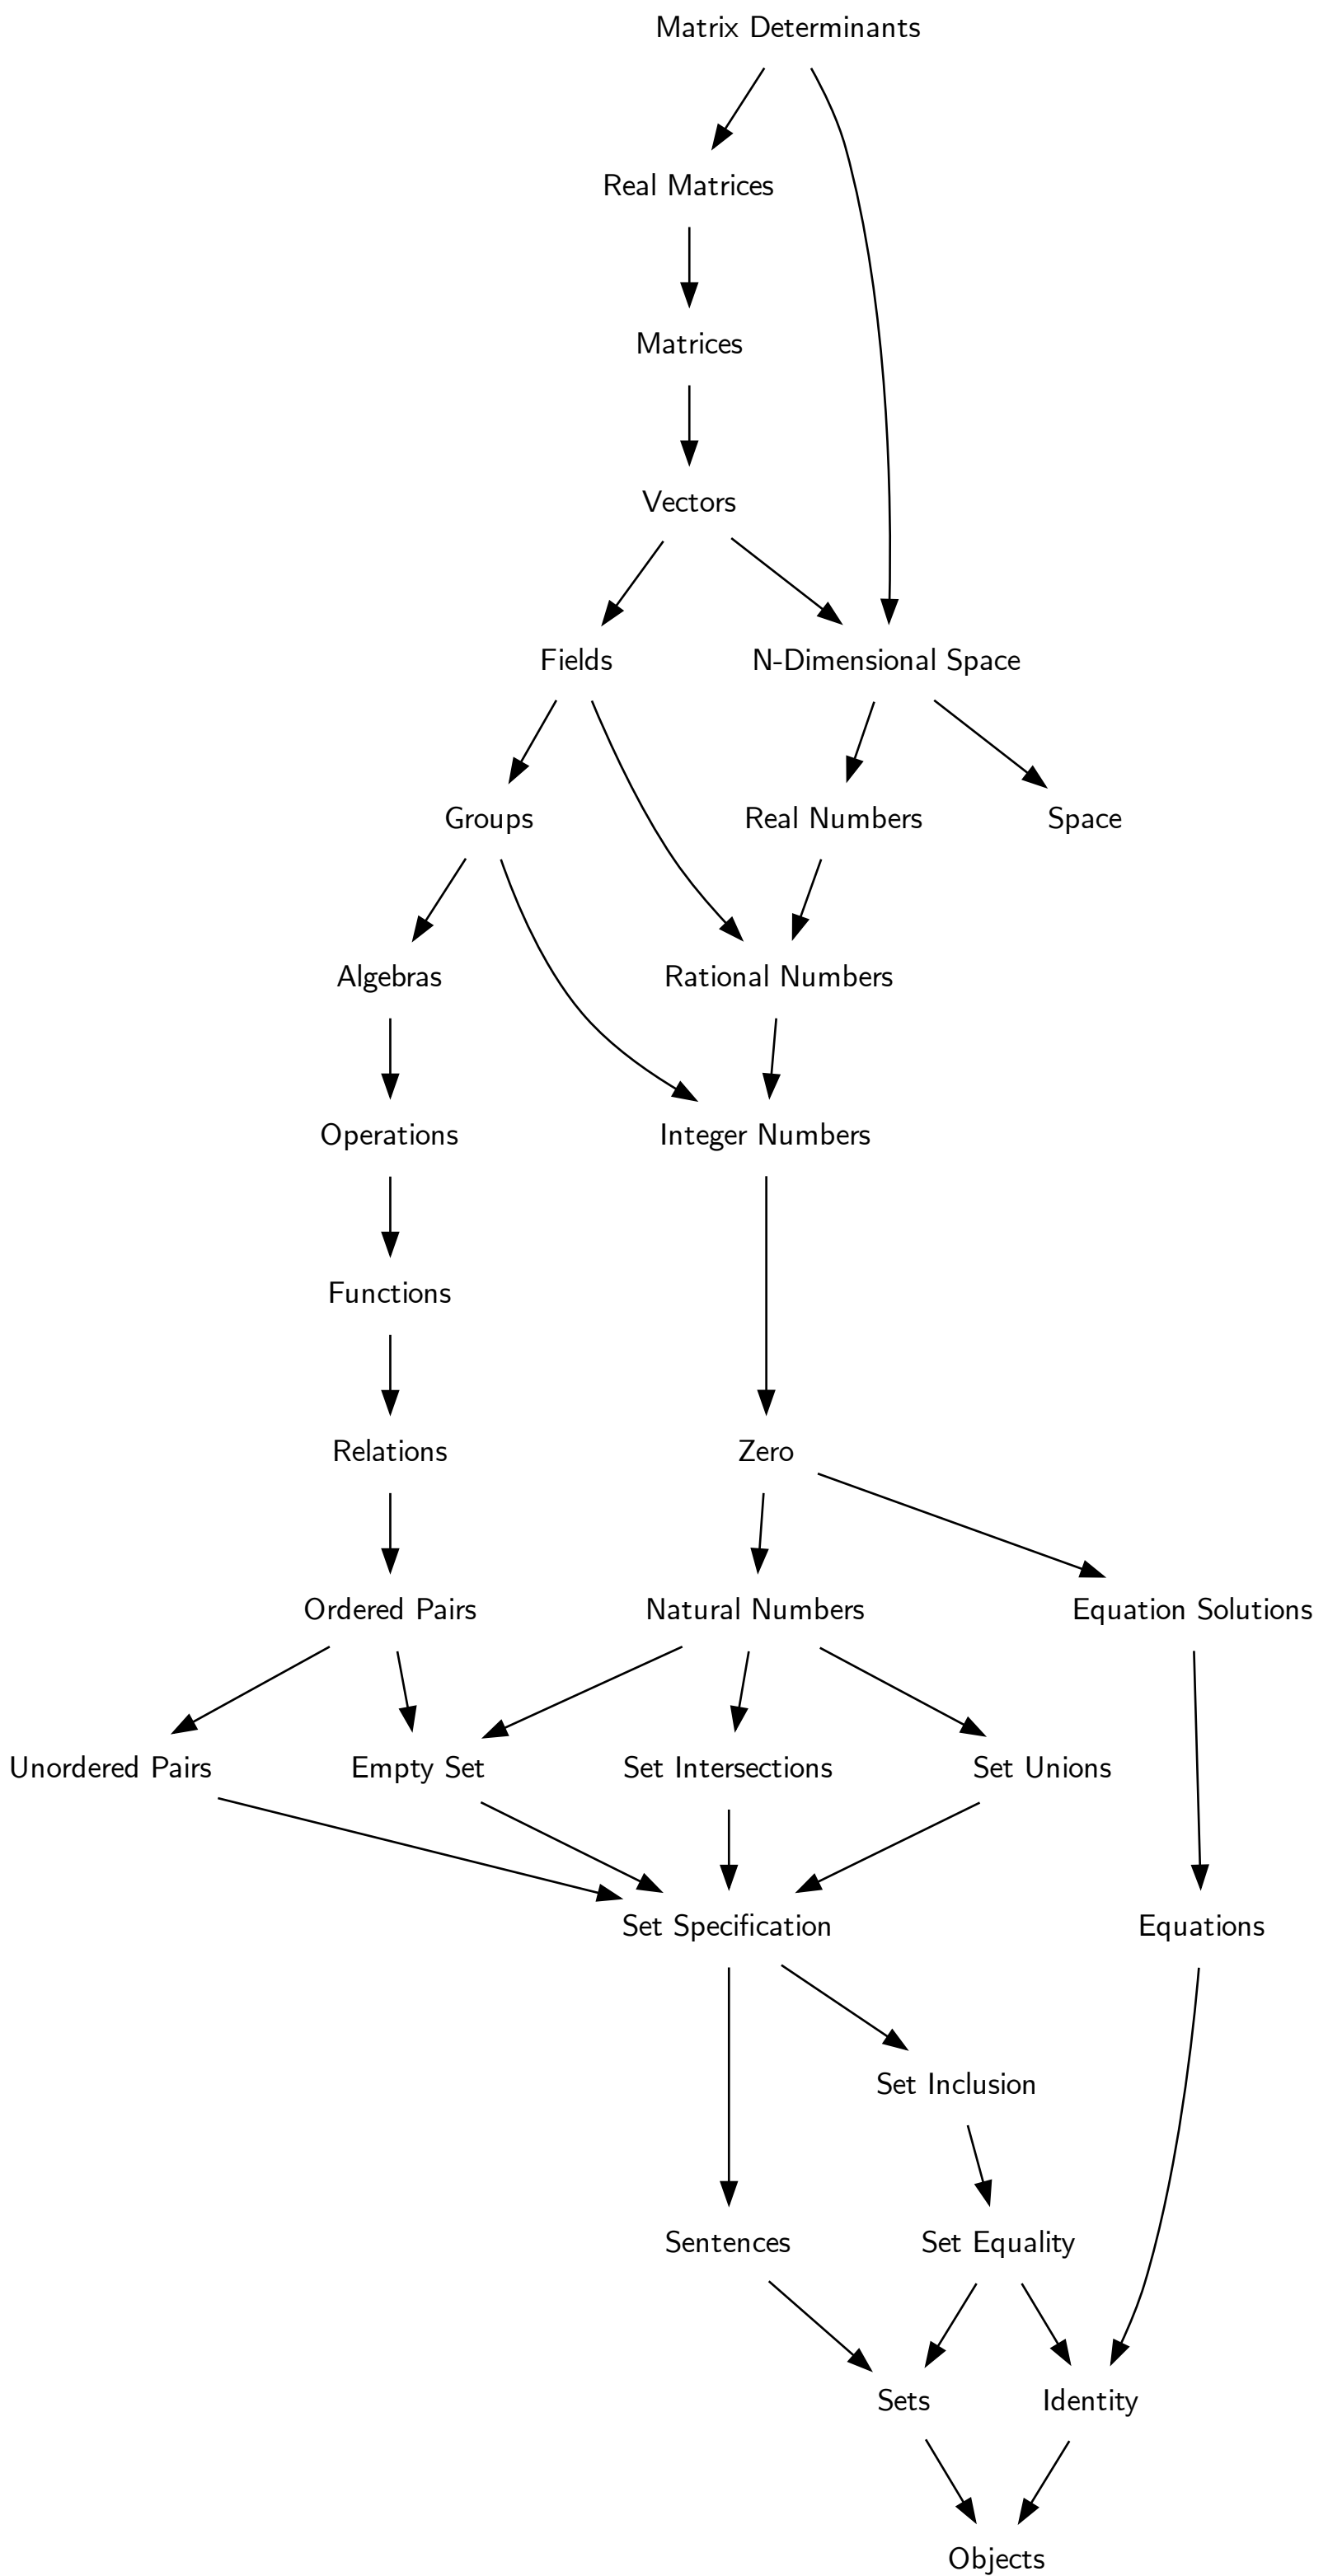 Matrix Determinants
Real Matrices
Matrices
Vectors
Fields
N-Dimensional Space
Groups
Real Numbers
Space
Algebras
Rational Numbers
Operations
Integer Numbers
Functions
Relations
Zero
Ordered Pairs
Natural Numbers
Equation Solutions
Unordered Pairs
Empty Set
Set Intersections
Set Unions
Set Specification
Equations
Set Inclusion
Sentences
Set Equality
Sets
Identity
Objects